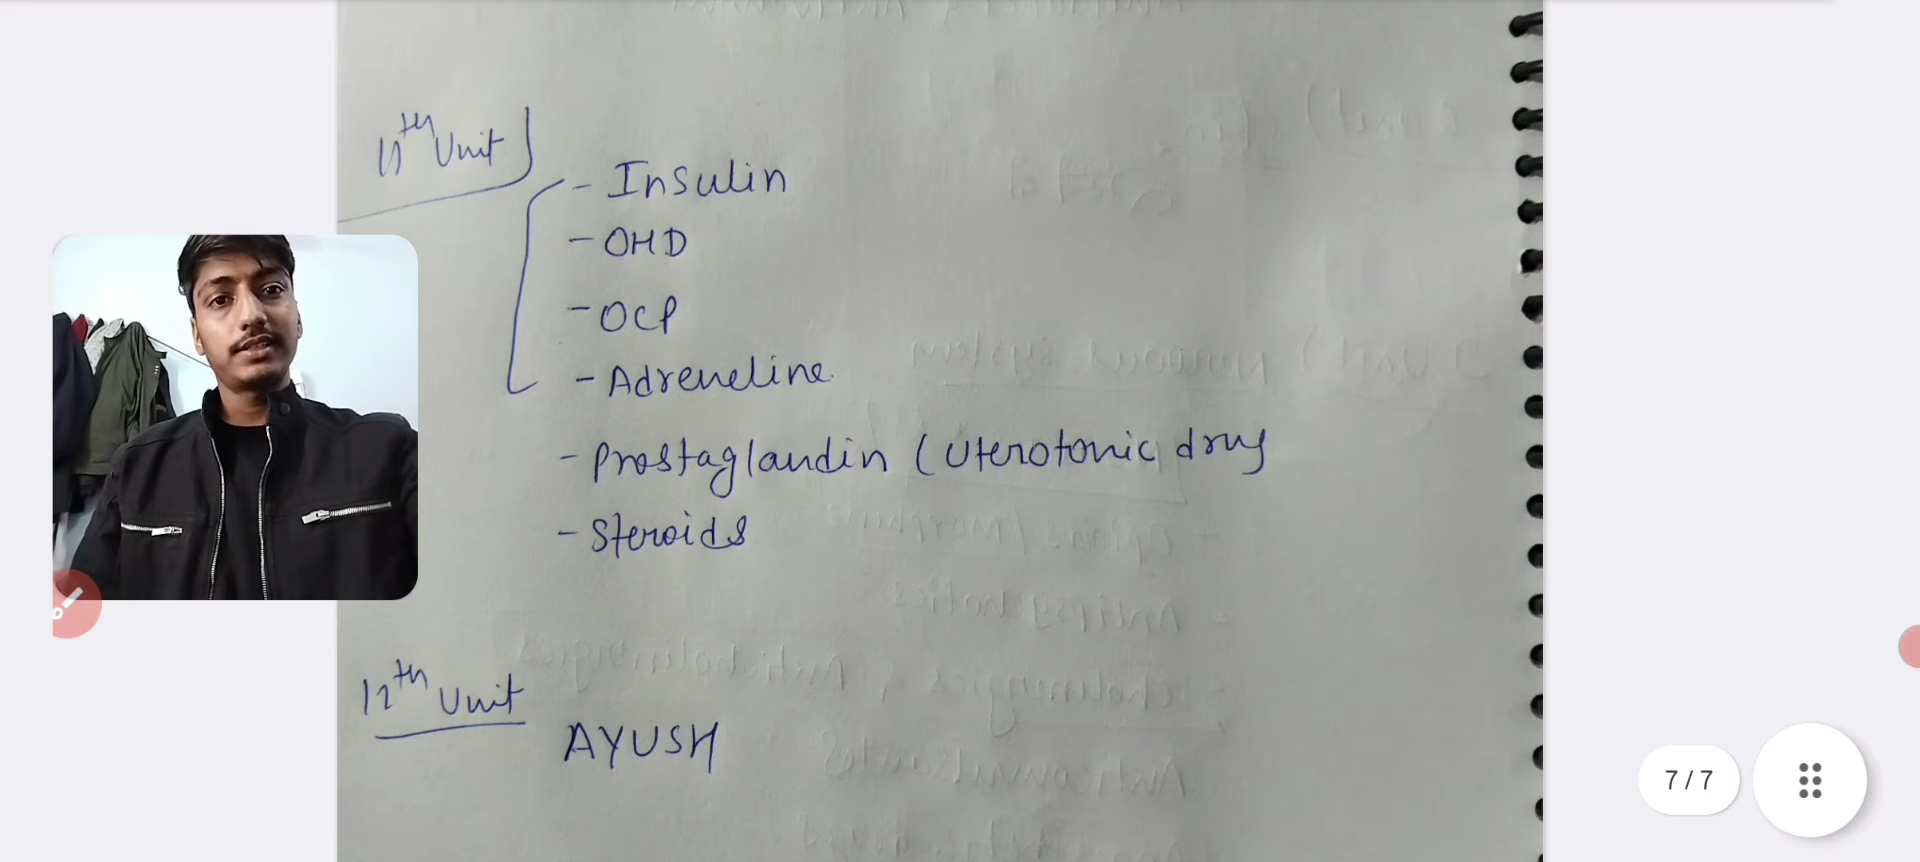 11th Unit
- Insulin
- OHD
- OCP
- Adreneline
- Prostaglandin (Uterotonic drug
- Steroids
12th Unit
AYUSH
7 / 7